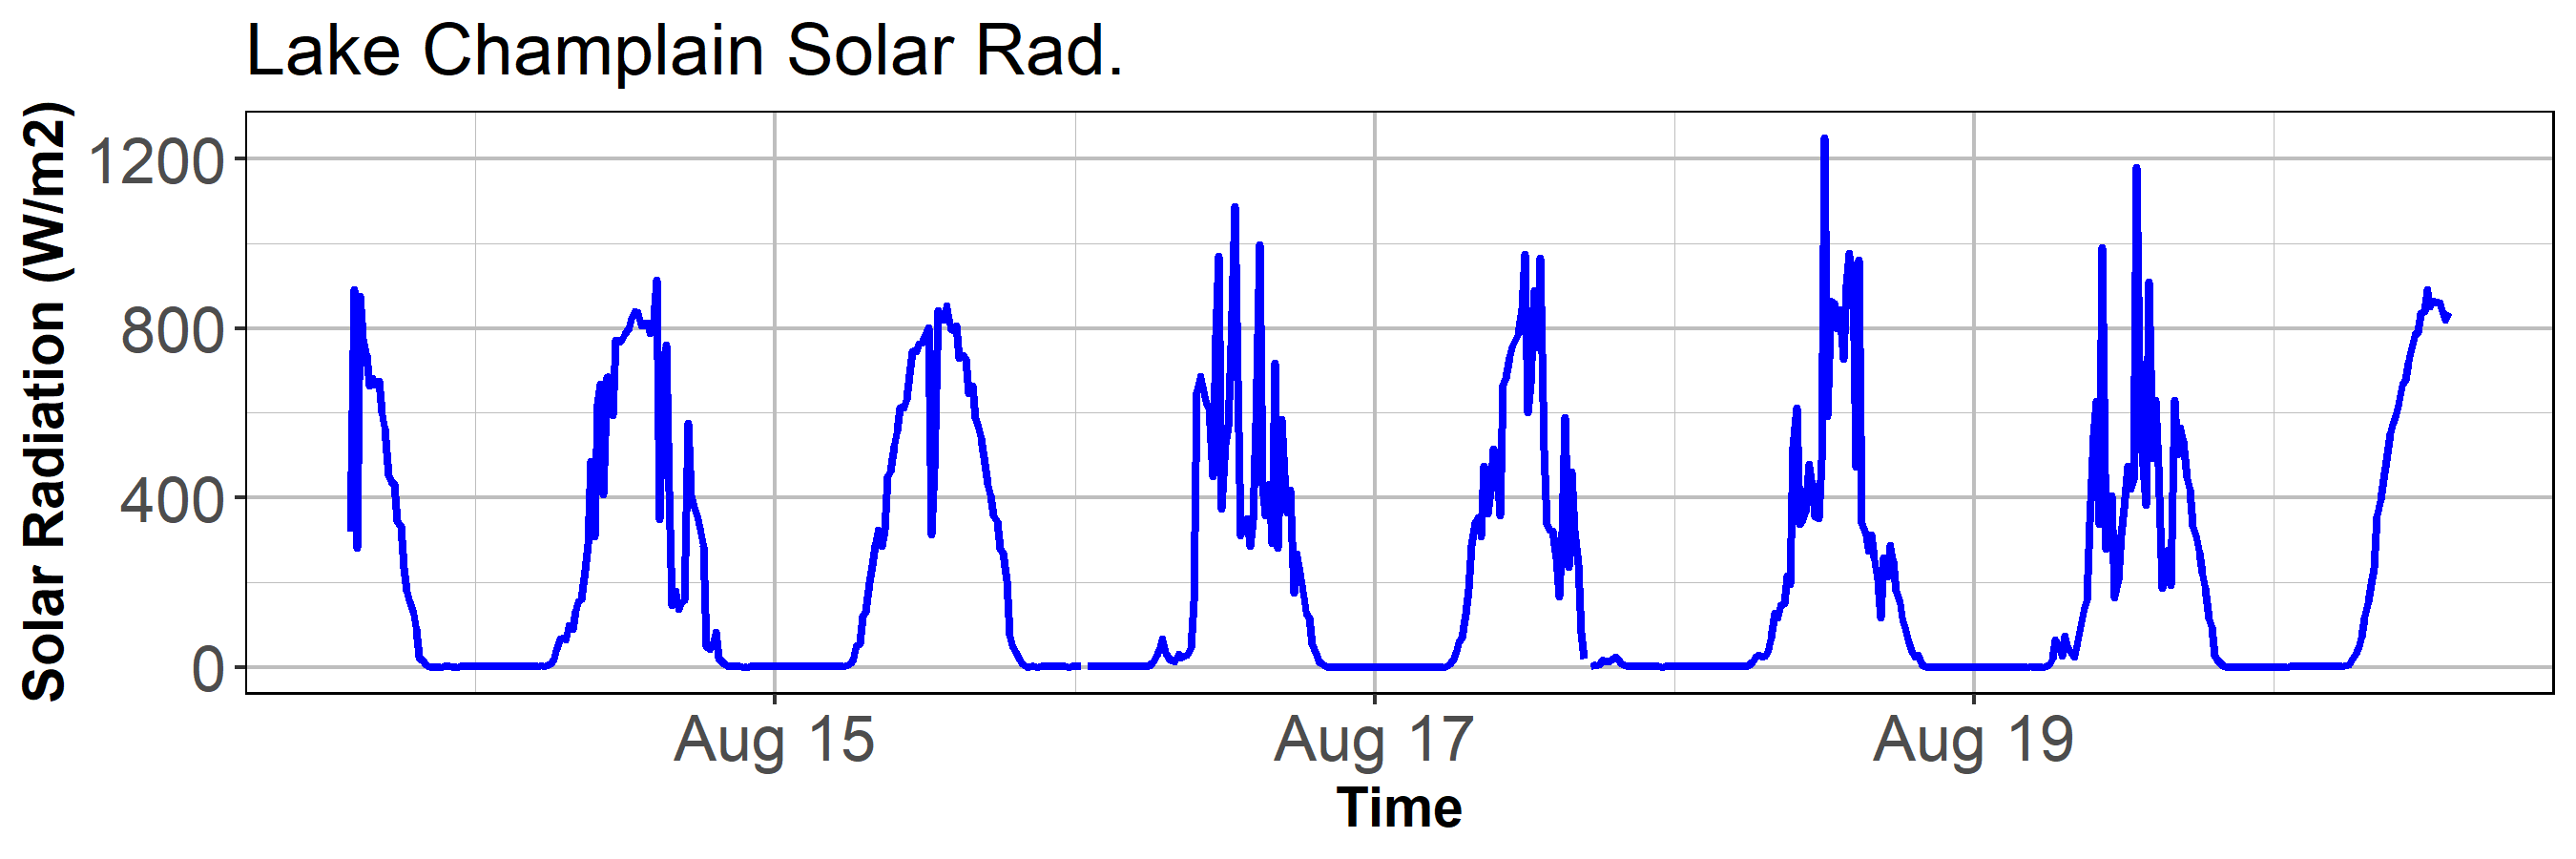 Lake Champlain Solar Rad.
Solar Radiation (W/m2)
1200
800
400
0
Aug 15 Aug 17 Aug 19
Time